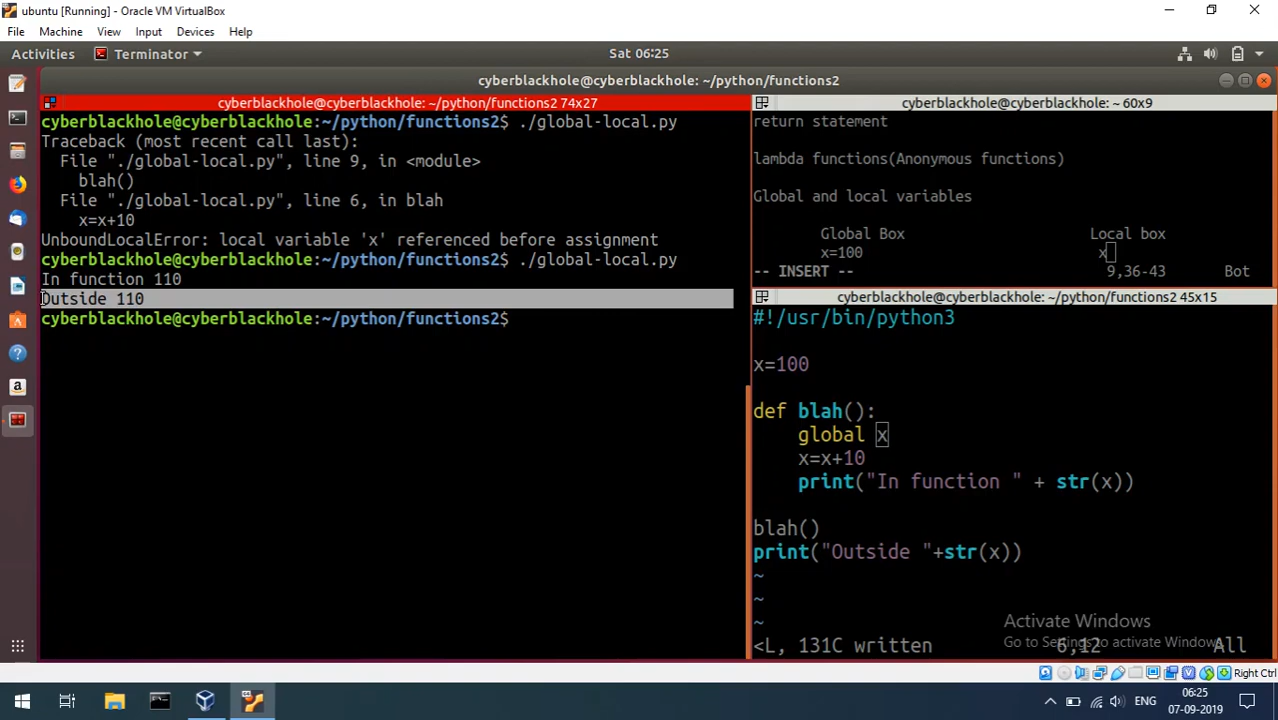 ubuntu [Running] - Oracle VM VirtualBox
File Machine View Input Devices Help
Activities Terminator Sat 06:25
cyberblackhole@cyberblackhole: ~/python/functions2
cyberblackhole@cyberblackhole: ~/python/functions2 74x27
cyberblackhole@cyberblackhole:~/python/functions2$ ./global-local.py
Traceback (most recent call last):
File "./global-local.py", line 9, in <module>
blah()
File "./global-local.py", line 6, in blah
x=x+10
UnboundLocalError: local variable 'x' referenced before assignment
cyberblackhole@cyberblackhole:~/python/functions2$ ./global-local.py
In function 110
Outside 110
cyberblackhole@cyberblackhole:~/python/functions2$
cyberblackhole@cyberblackhole: ~ 60x9
return statement
lambda functions(Anonymous functions)
Global and local variables
Global Box Local box
x=100 x
-- INSERT -- 9,36-43 Bot
cyberblackhole@cyberblackhole: ~/python/functions2 45x15
#!/usr/bin/python3
x=100
def blah():
global x
x=x+10
print("In function " + str(x))
blah()
print("Outside "+str(x))
~
~
~
Activate Windows
Go to Settings to activate Windows.
<L, 131C written 6,12 All
Right Ctrl
ENG 06:25
07-09-2019